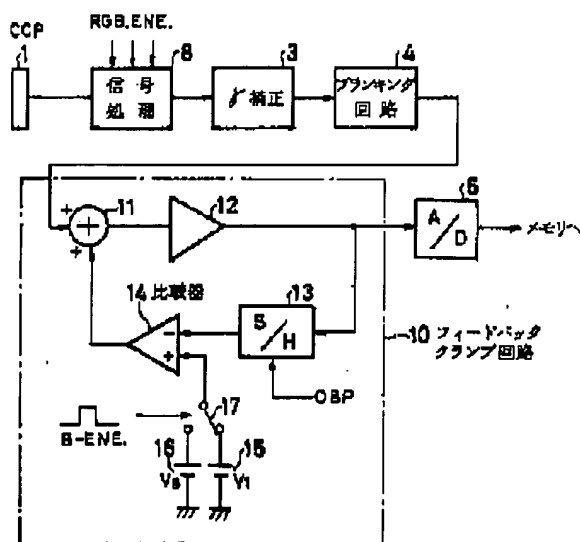 CCP
RGB.ENE.
1
8
3
4
信号
処理
γ補正
ブランキング
回路
11
12
6
A/D
メモリへ
14 比較器
13
S/H
10 フィードバック
クランプ回路
OBP
17
B-ENE.
16
15
VB
V1